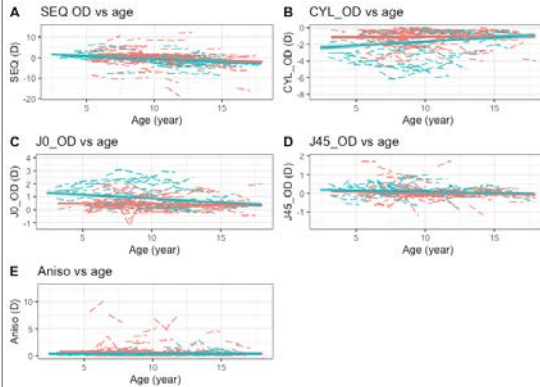 A SEQ OD vs age
SEQ (D)
10
0
-10
-20
5 10 15
Age (year)
B CYL_OD vs age
CYL_OD (D)
0
-2
-4
-6
-8
5 10 15
Age (year)
C J0_OD vs age
J0_OD (D)
4
3
2
1
0
-1
5 10 15
Age (year)
D J45_OD vs age
J45_OD (D)
2
1
0
-1
5 10 15
Age (year)
E Aniso vs age
Aniso (D)
10
5
0
5 10 15
Age (year)